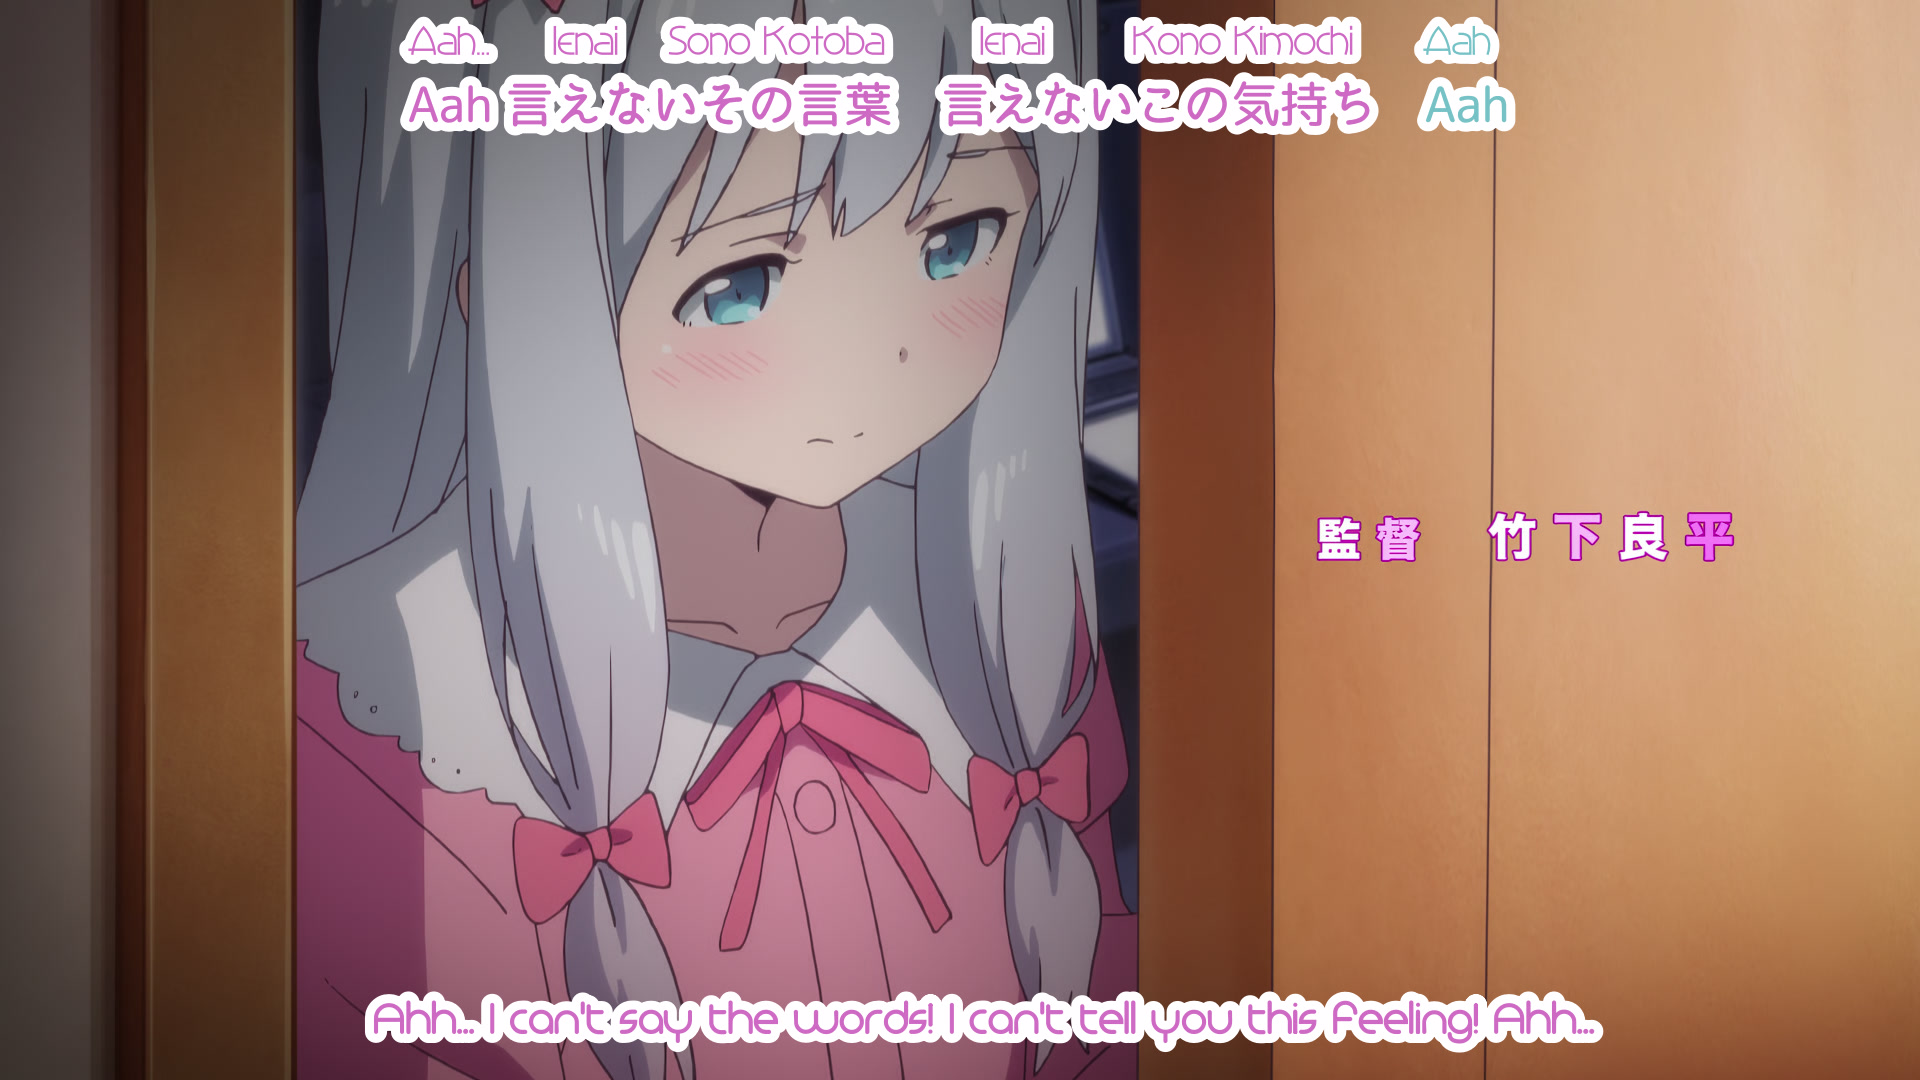 Aah... Ienai Sono Kotoba Ienai Kono Kimochi Aah
Aah 言えないその言葉 言えないこの気持ち Aah
監督 竹下良平
Ahh... I can't say the words! I can't tell you this feeling! Ahh...